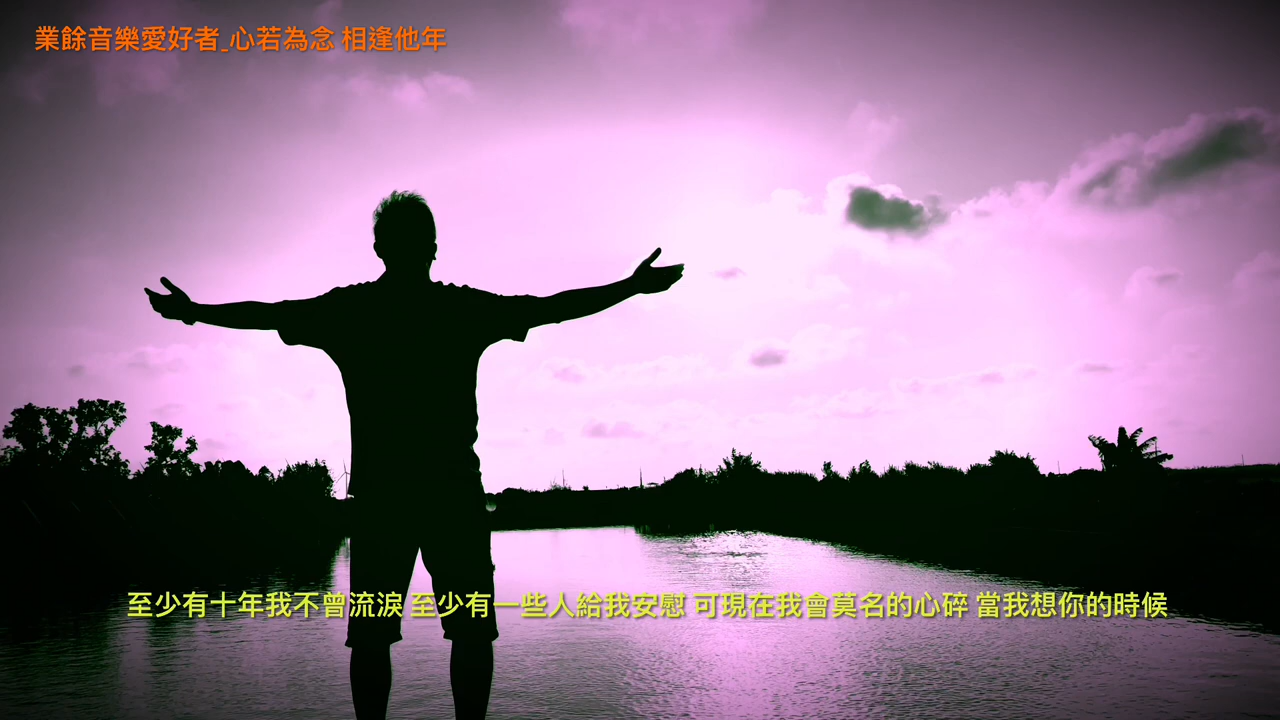 業餘音樂愛好者_心若為念 相逢他年
至少有十年我不曾流淚 至少有一些人給我安慰 可現在我會莫名的心碎 當我想你的時候